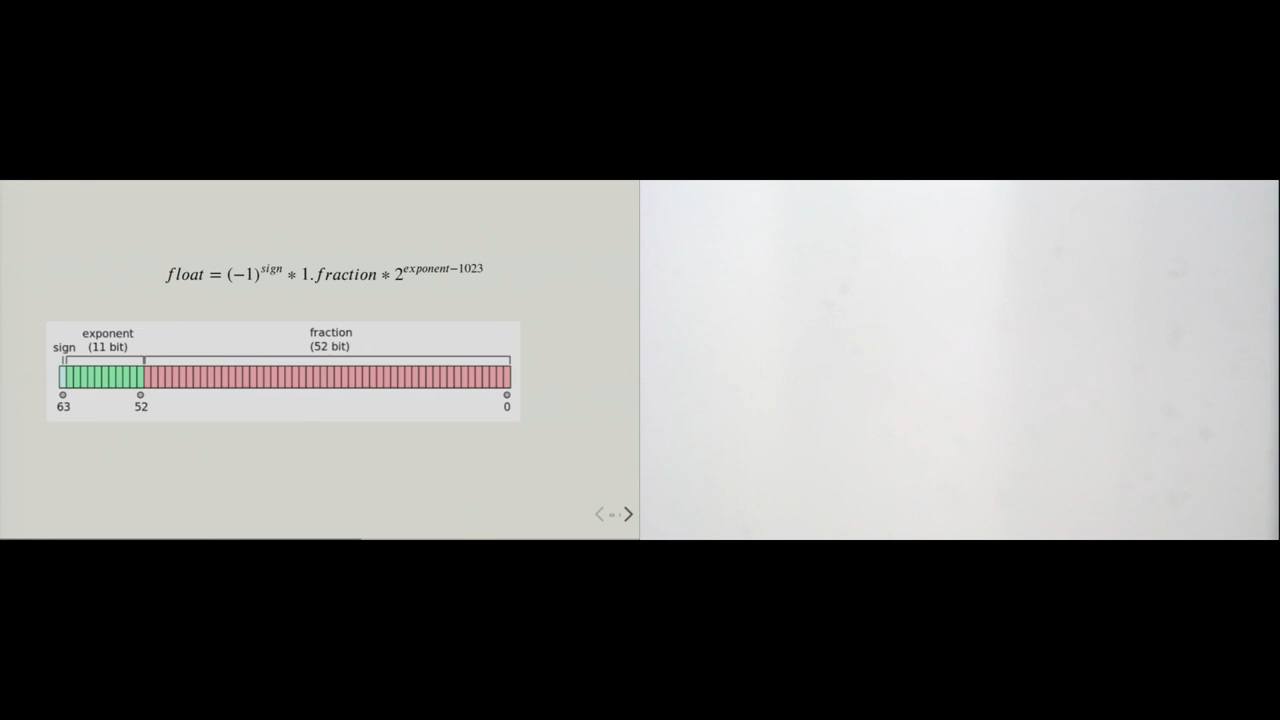 float = (−1)^sign * 1.fraction * 2^exponent−1023
exponent fraction
sign (11 bit) (52 bit)
63 52 0